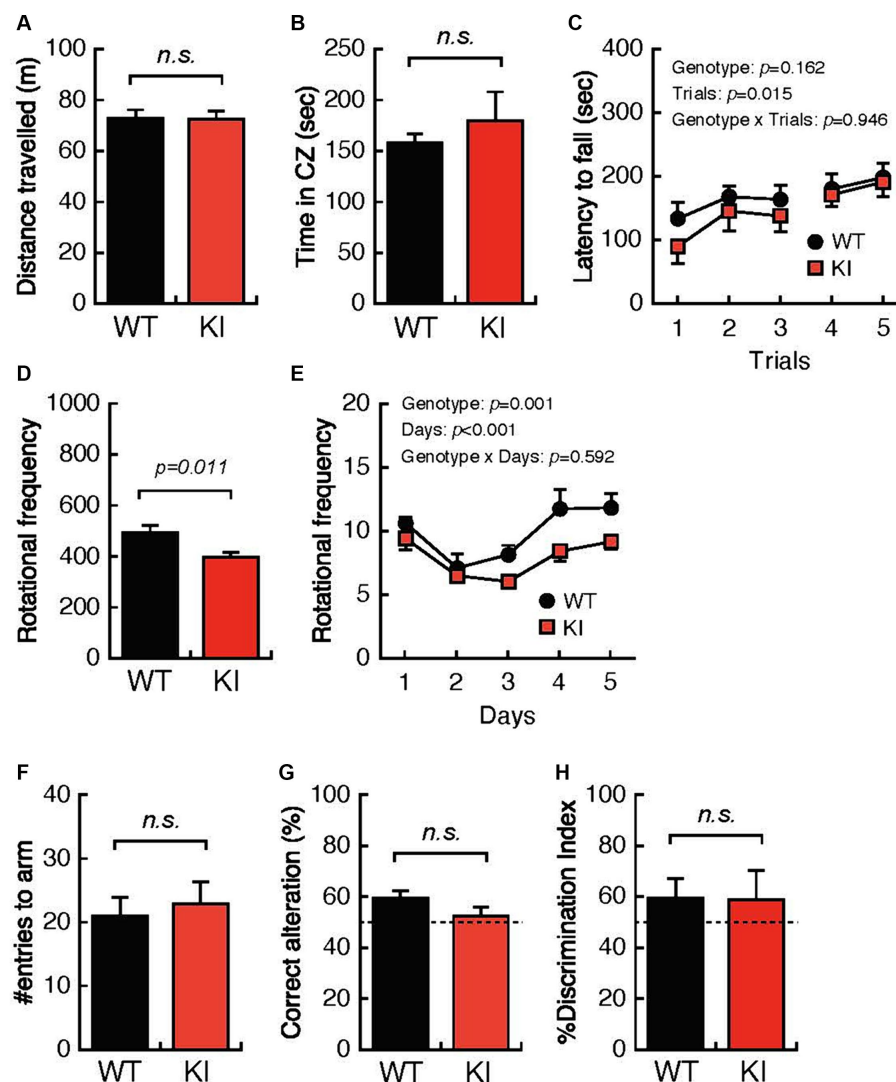 A
Distance travelled (m)
100
80
60
40
20
0
n.s.
WT KI
B
Time in CZ (sec)
250
200
150
100
50
0
n.s.
WT KI
C
Latency to fall (sec)
400
300
200
100
0
Genotype: p=0.162
Trials: p=0.015
Genotype x Trials: p=0.946
WT
KI
1 2 3 4 5
Trials
D
Rotational frequency
1000
800
600
400
200
0
p=0.011
WT KI
E
Rotational frequency
20
15
10
5
0
Genotype: p=0.001
Days: p<0.001
Genotype x Days: p=0.592
WT
KI
1 2 3 4 5
Days
F
#entries to arm
40
30
20
10
0
n.s.
WT KI
G
Correct alteration (%)
100
80
60
40
20
0
n.s.
WT KI
H
%Discrimination Index
100
80
60
40
20
0
n.s.
WT KI